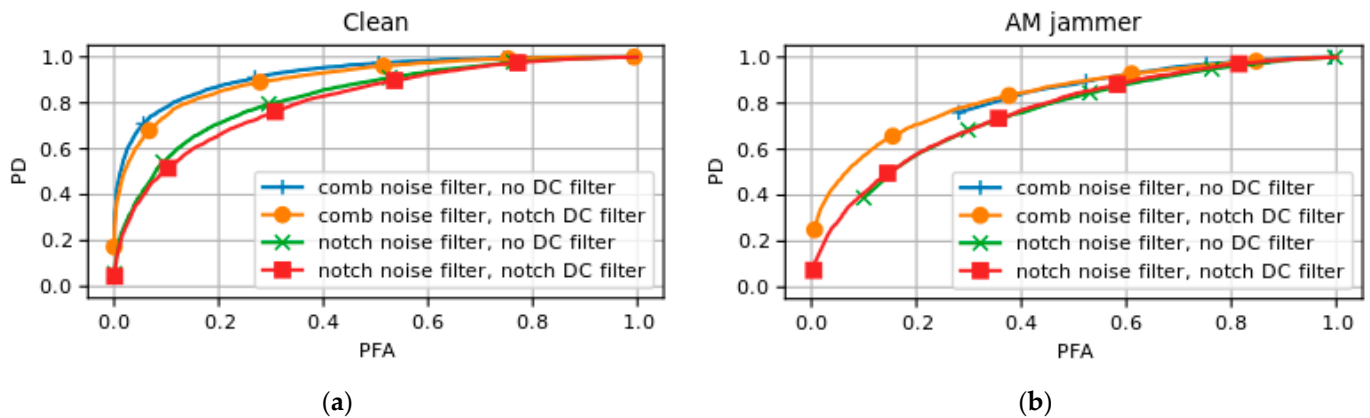 Clean
1.0
0.8
0.6
0.4
0.2
0.0
PD
comb noise filter, no DC filter
comb noise filter, notch DC filter
notch noise filter, no DC filter
notch noise filter, notch DC filter
0.0 0.2 0.4 0.6 0.8 1.0
PFA
(a)
AM jammer
1.0
0.8
0.6
0.4
0.2
0.0
PD
comb noise filter, no DC filter
comb noise filter, notch DC filter
notch noise filter, no DC filter
notch noise filter, notch DC filter
0.0 0.2 0.4 0.6 0.8 1.0
PFA
(b)